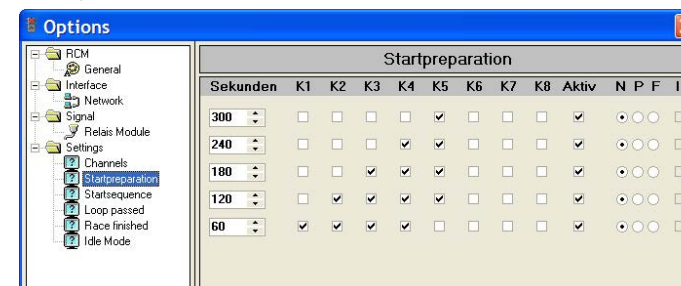 Options
RCM
General
Interface
Network
Signal
Relais Module
Settings
Channels
Startpreparation
Startsequence
Loop passed
Race finished
Idle Mode
Startpreparation
Sekunden K1 K2 K3 K4 K5 K6 K7 K8 Aktiv N P F I
300
240
180
120
60